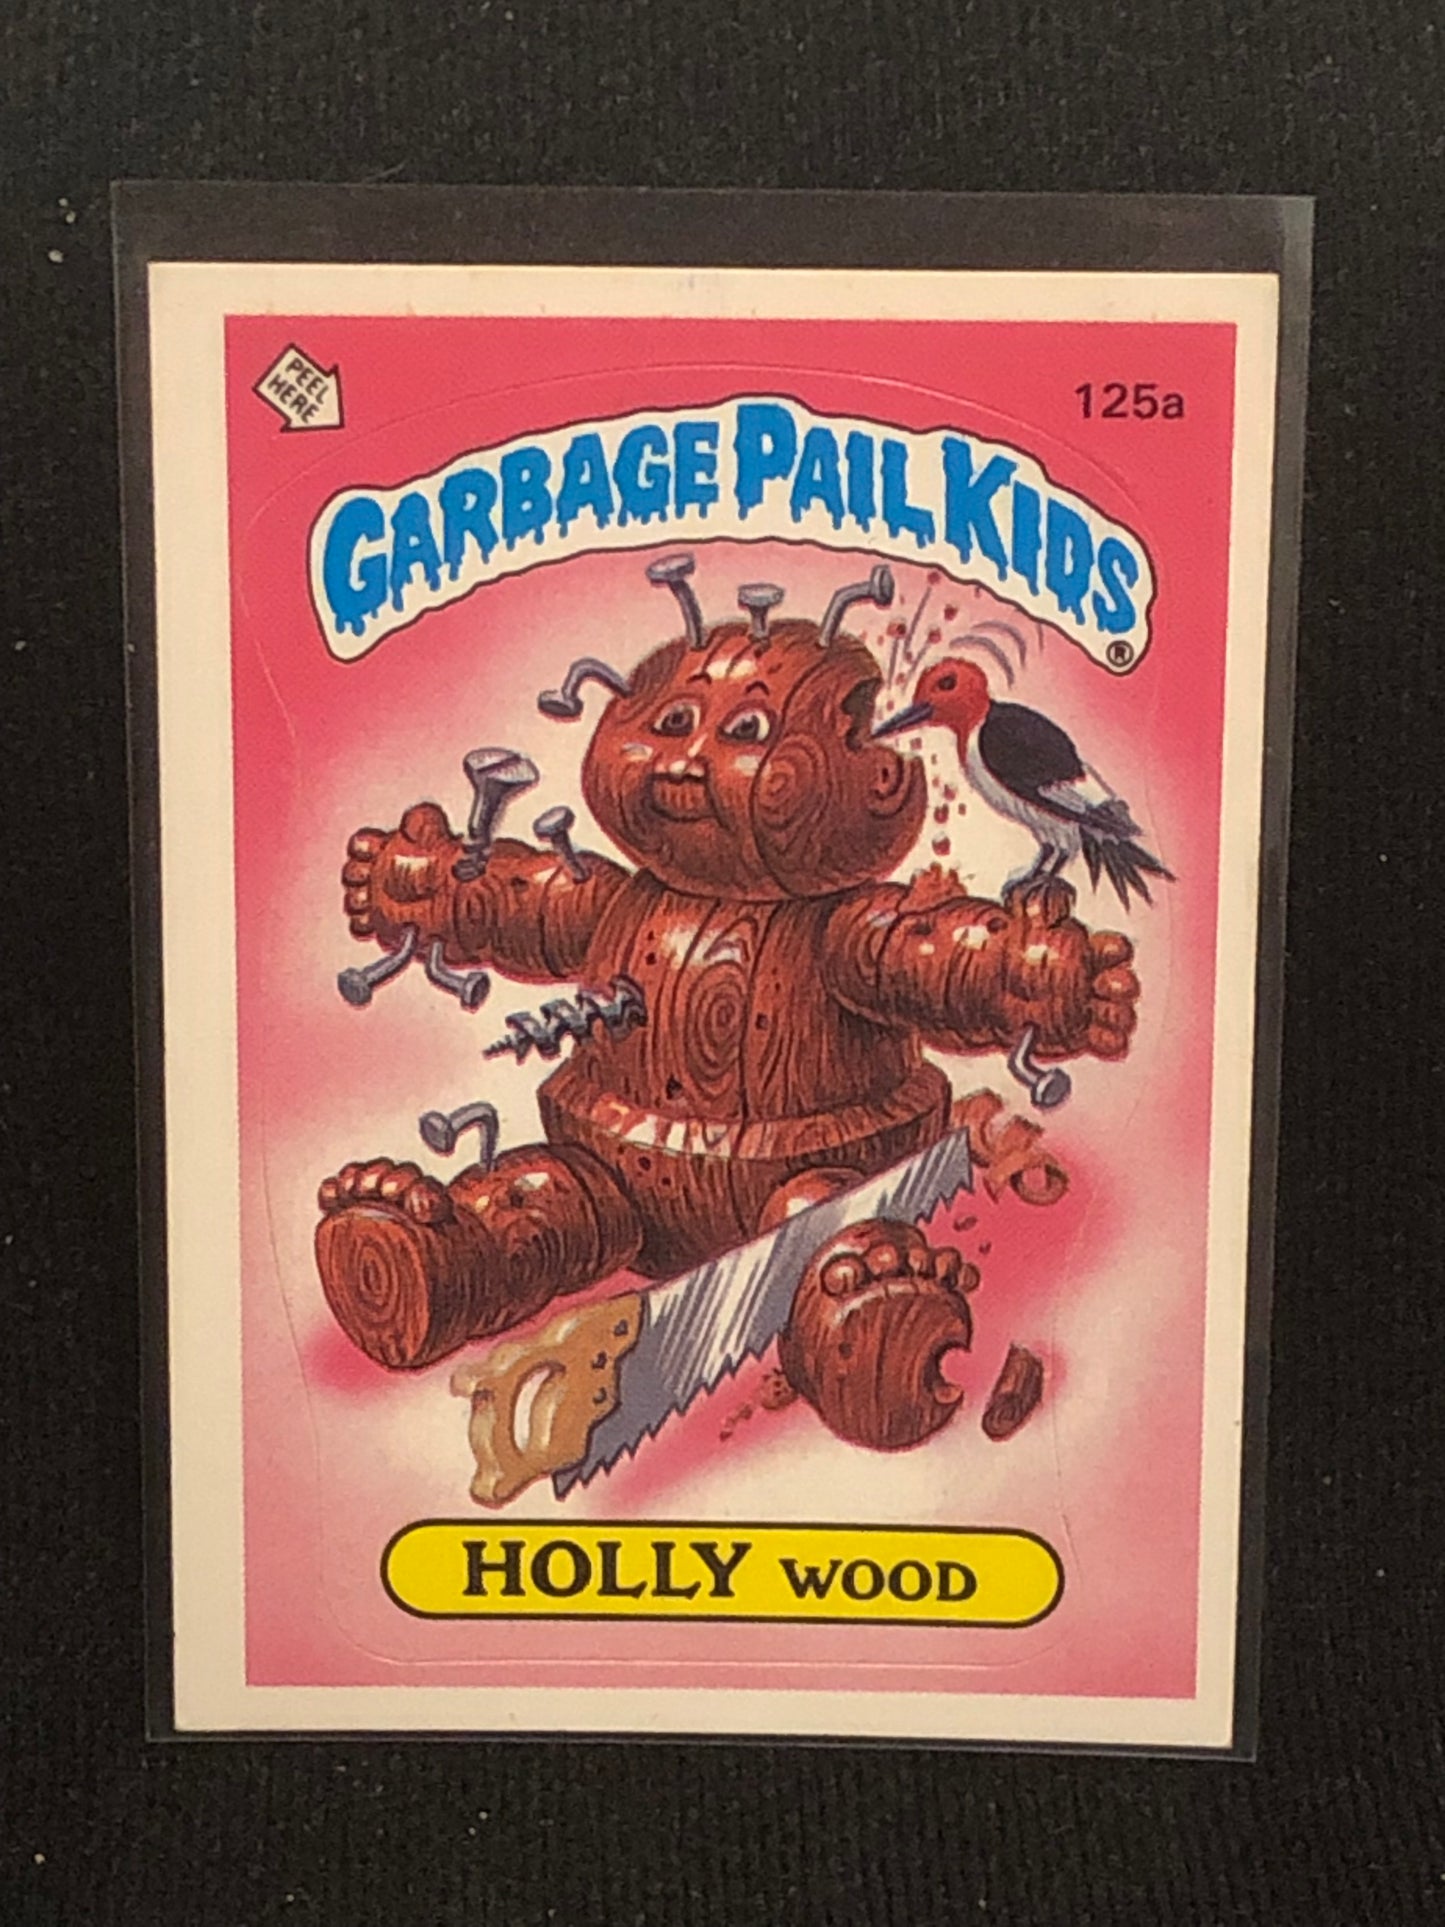 PEEL
HERE
125a
GARBAGE PAIL KIDS
®
HOLLY WOOD